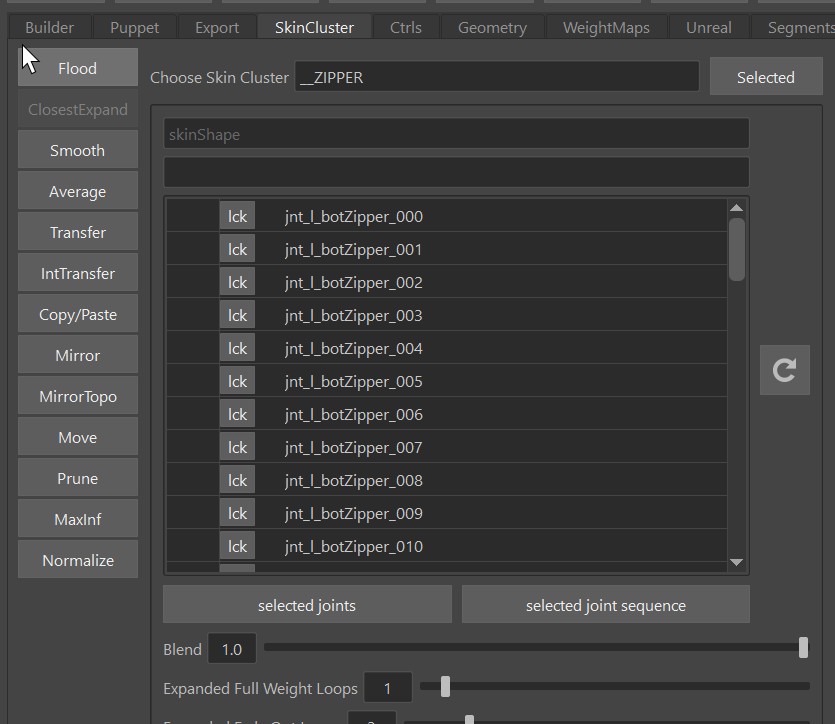 Builder Puppet Export SkinCluster Ctrls Geometry WeightMaps Unreal Segments
Flood
ClosestExpand
Smooth
Average
Transfer
IntTransfer
Copy/Paste
Mirror
MirrorTopo
Move
Prune
MaxInf
Normalize
Choose Skin Cluster __ZIPPER Selected
skinShape
lck jnt_l_botZipper_000
lck jnt_l_botZipper_001
lck jnt_l_botZipper_002
lck jnt_l_botZipper_003
lck jnt_l_botZipper_004
lck jnt_l_botZipper_005
lck jnt_l_botZipper_006
lck jnt_l_botZipper_007
lck jnt_l_botZipper_008
lck jnt_l_botZipper_009
lck jnt_l_botZipper_010
selected joints selected joint sequence
Blend 1.0
Expanded Full Weight Loops 1